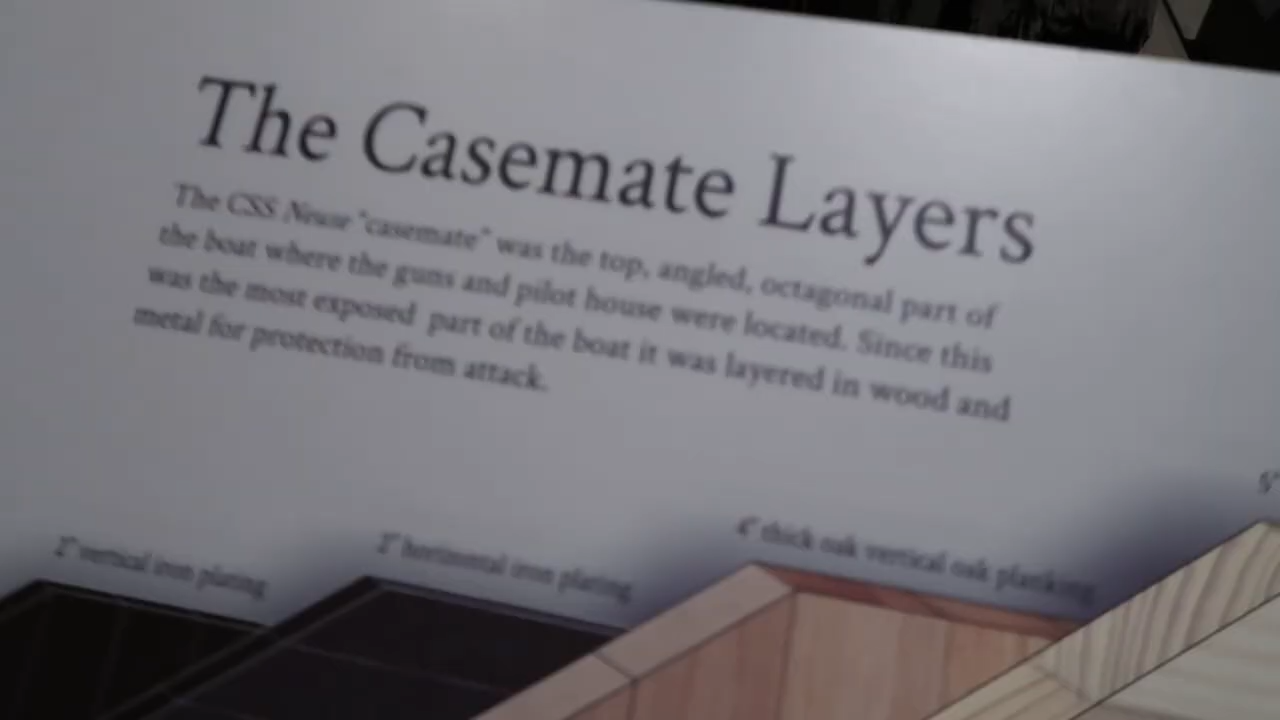 The Casemate Layers
The CSS Neuse "casemate" was the top, angled, octagonal part of
the boat where the guns and pilot house were located. Since this
was the most exposed part of the boat it was layered in wood and
metal for protection from attack.
2" vertical iron plating
2" horizontal iron plating
4" thick oak vertical oak planking
5"